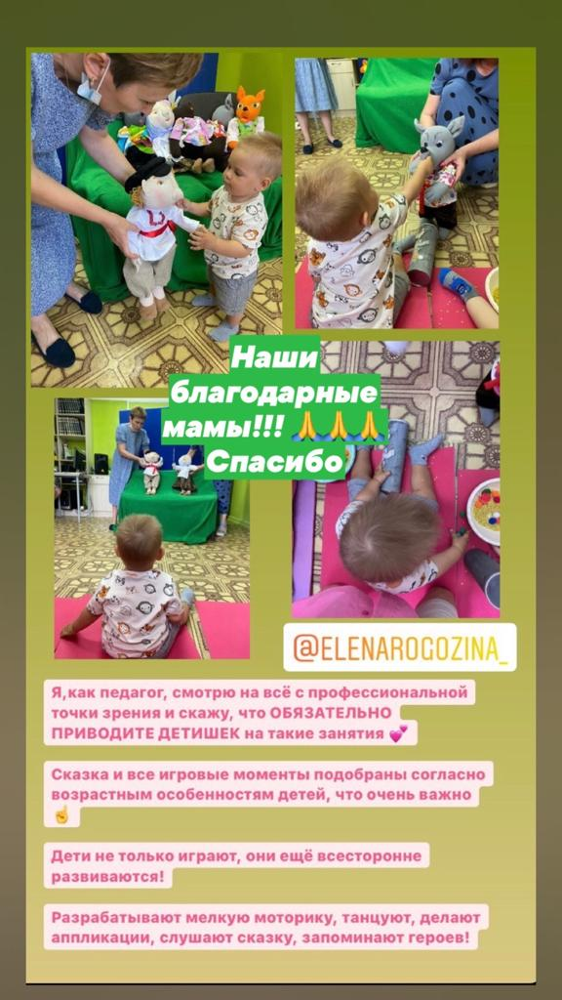 Наши
благодарные
мамы!!! 🙏🙏🙏
Спасибо
@ELENAROGOZINA_
Я,как педагог, смотрю на всё с профессиональной
точки зрения и скажу, что ОБЯЗАТЕЛЬНО
ПРИВОДИТЕ ДЕТИШЕК на такие занятия 💕
Сказка и все игровые моменты подобраны согласно
возрастным особенностям детей, что очень важно
☝
Дети не только играют, они ещё всесторонне
развиваются!
Разрабатывают мелкую моторику, танцуют, делают
аппликации, слушают сказку, запоминают героев!